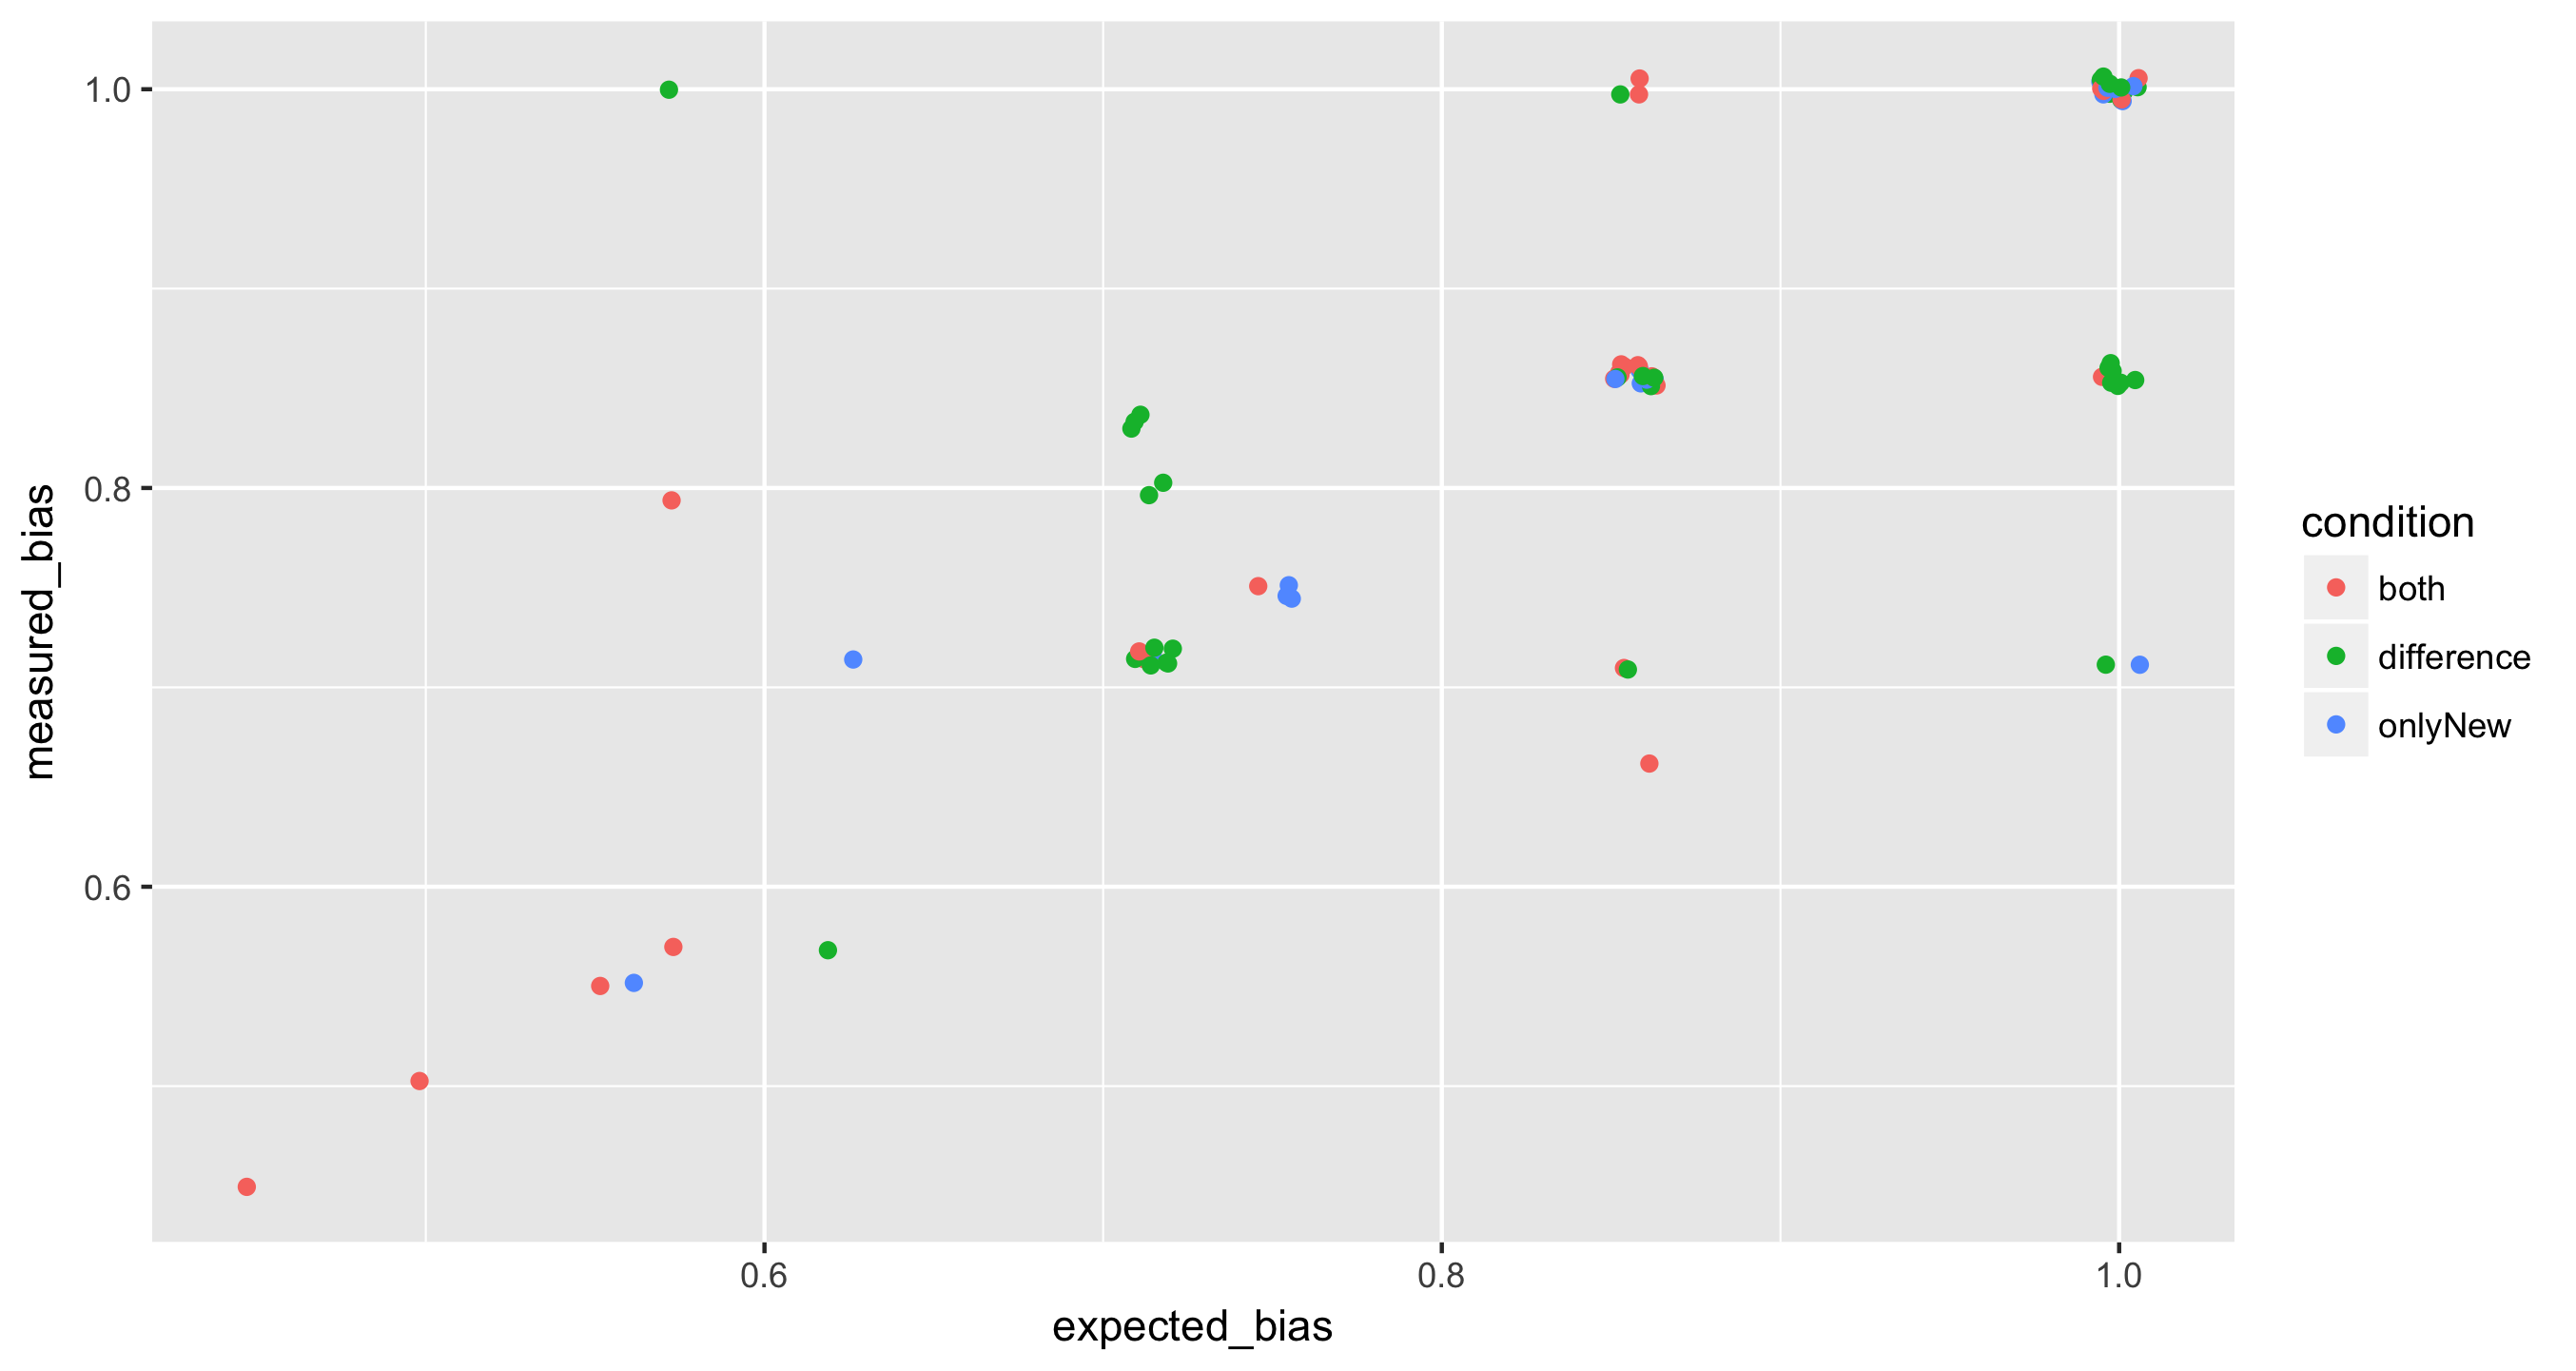 1.0
0.8
0.6
measured_bias
0.6
0.8
1.0
expected_bias
condition
both
difference
onlyNew